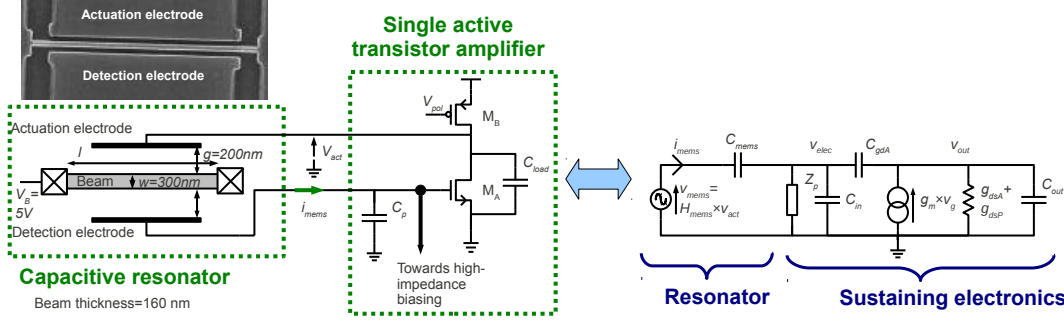 Actuation electrode
Detection electrode
Single active
transistor amplifier
Actuation electrode
l
g=200nm
V_B=
5V
Beam
w=300nm
Detection electrode
V_act
i_mems
Capacitive resonator
Beam thickness=160 nm
V_pol
M_B
C_load
M_A
C_p
Towards high-
impedance
biasing
i_mems
C_mems
v_elec
C_gdA
v_out
v_mems=
H_mems×v_act
Z_p
C_in
g_m×v_g
g_dsA+
g_dsP
C_out
Resonator
Sustaining electronics